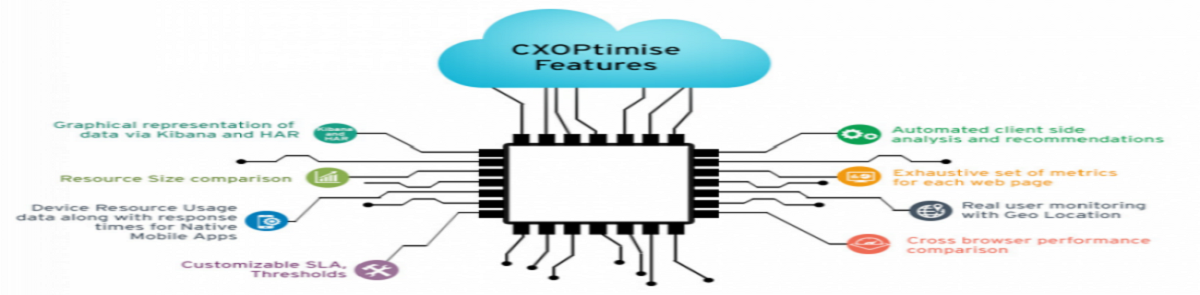 CXOPtimise
Features
Graphical representation of
data via Kibana and HAR
Kibana
and
HAR
Resource Size comparison
Device Resource Usage
data along with response
times for Native
Mobile Apps
Customizable SLA,
Thresholds
Automated client side
analysis and recommendations
Exhaustive set of metrics
for each web page
Real user monitoring
with Geo Location
Cross browser performance
comparison